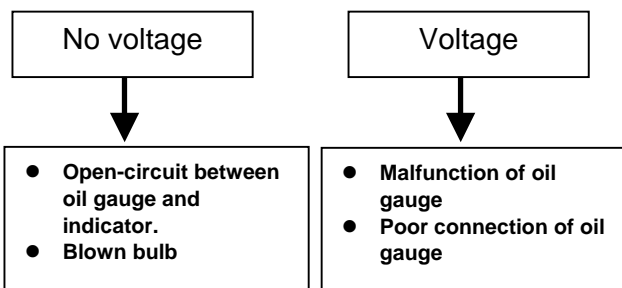 No voltage
Voltage
● Open-circuit between
oil gauge and
indicator.
● Blown bulb
● Malfunction of oil
gauge
● Poor connection of oil
gauge